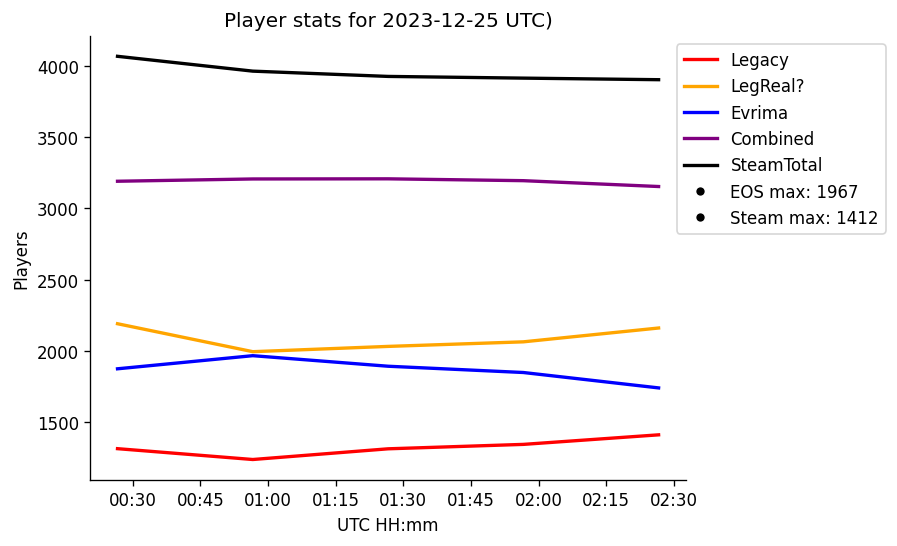 Player stats for 2023-12-25 UTC)
4000
3500
3000
2500
2000
1500
Players
00:30 00:45 01:00 01:15 01:30 01:45 02:00 02:15 02:30
UTC HH:mm
Legacy
LegReal?
Evrima
Combined
SteamTotal
EOS max: 1967
Steam max: 1412